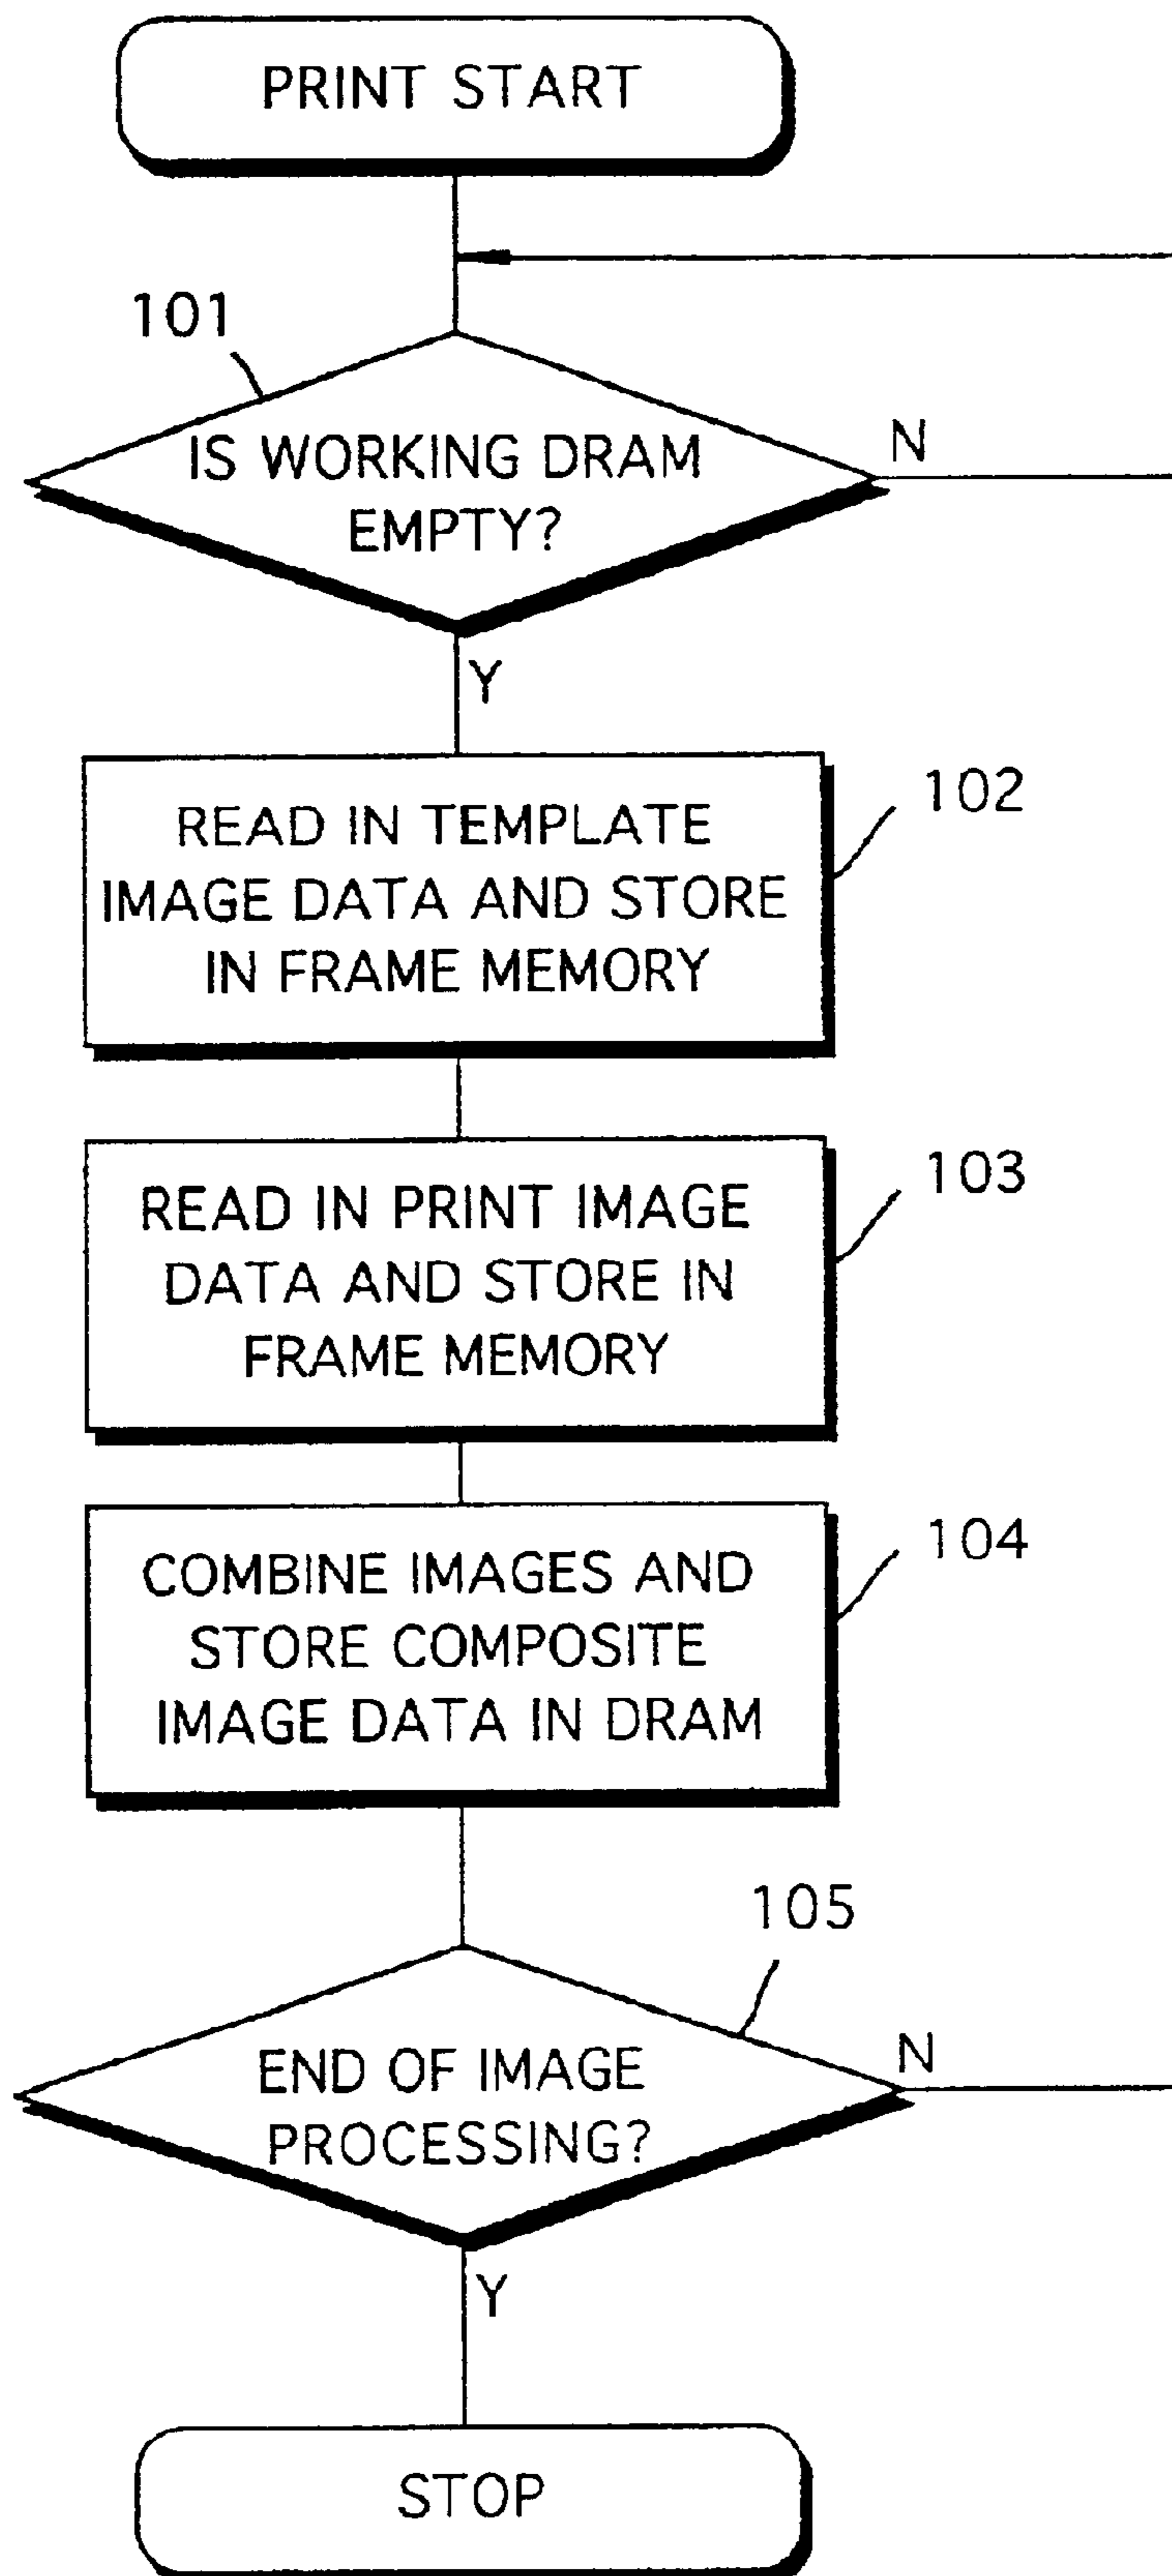 PRINT START
101
IS WORKING DRAM
EMPTY?
N
Y
READ IN TEMPLATE
IMAGE DATA AND STORE
IN FRAME MEMORY
102
READ IN PRINT IMAGE
DATA AND STORE IN
FRAME MEMORY
103
COMBINE IMAGES AND
STORE COMPOSITE
IMAGE DATA IN DRAM
104
105
END OF IMAGE
PROCESSING?
N
Y
STOP